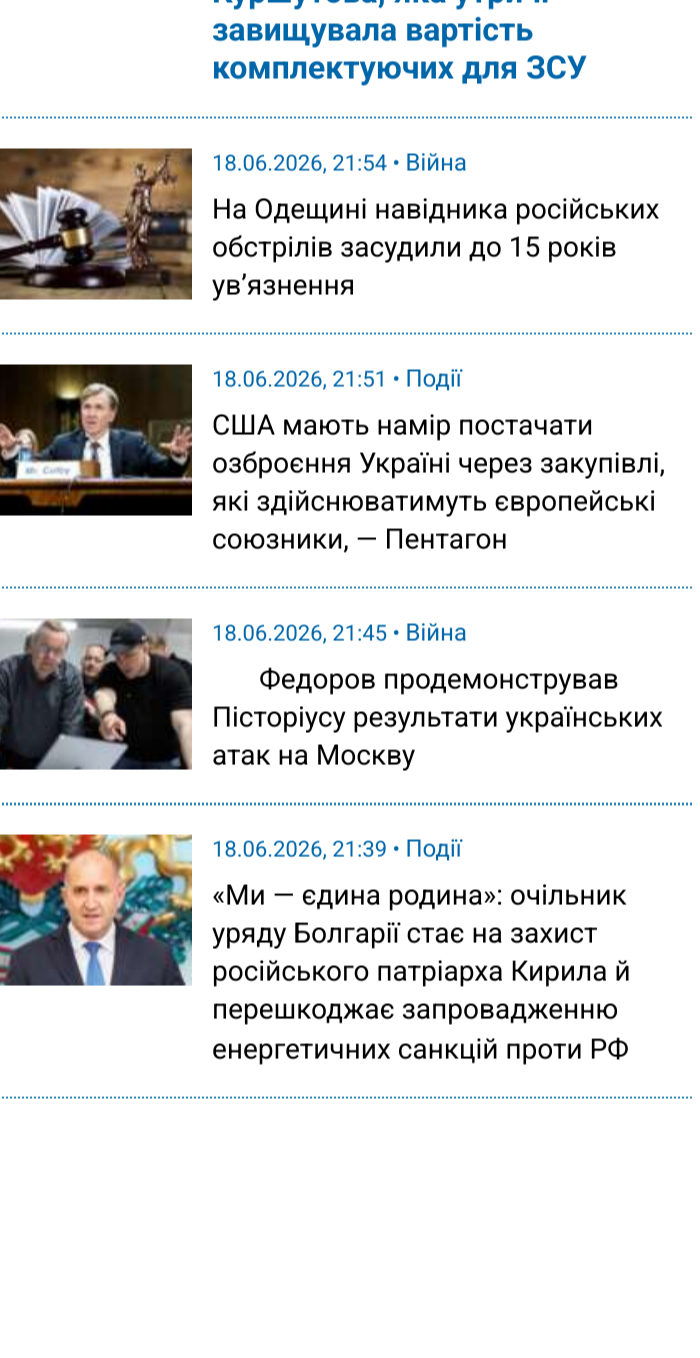 завищувала вартість
комплектуючих для ЗСУ
18.06.2026, 21:54 • Війна
На Одещині навідника російських
обстрілів засудили до 15 років
ув’язнення
18.06.2026, 21:51 • Події
США мають намір постачати
озброєння Україні через закупівлі,
які здійснюватимуть європейські
союзники, — Пентагон
18.06.2026, 21:45 • Війна
Федоров продемонстрував
Пісторіусу результати українських
атак на Москву
18.06.2026, 21:39 • Події
«Ми — єдина родина»: очільник
уряду Болгарії стає на захист
російського патріарха Кирила й
перешкоджає запровадженню
енергетичних санкцій проти РФ